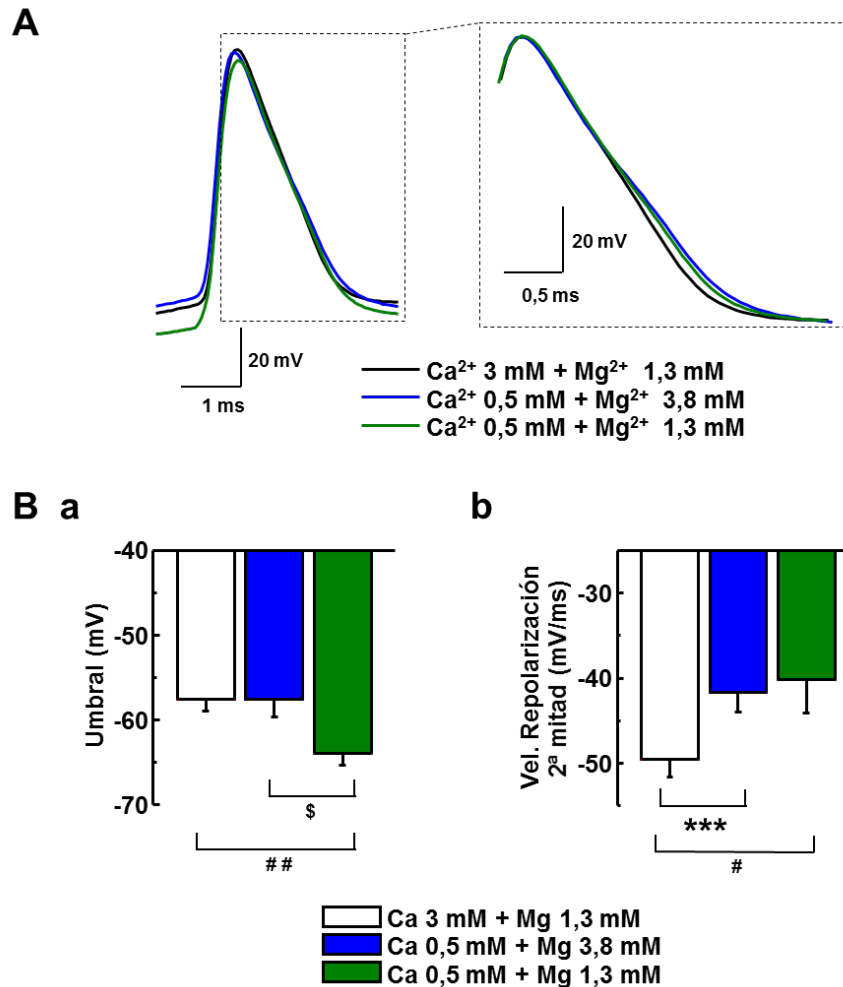 A
20 mV
0,5 ms
20 mV
1 ms
Ca²⁺ 3 mM + Mg²⁺ 1,3 mM
Ca²⁺ 0,5 mM + Mg²⁺ 3,8 mM
Ca²⁺ 0,5 mM + Mg²⁺ 1,3 mM
B a
Umbral (mV)
-40
-50
-60
-70
$
##
b
Vel. Repolarización
2ª mitad (mV/ms)
-30
-40
-50
***
#
Ca 3 mM + Mg 1,3 mM
Ca 0,5 mM + Mg 3,8 mM
Ca 0,5 mM + Mg 1,3 mM